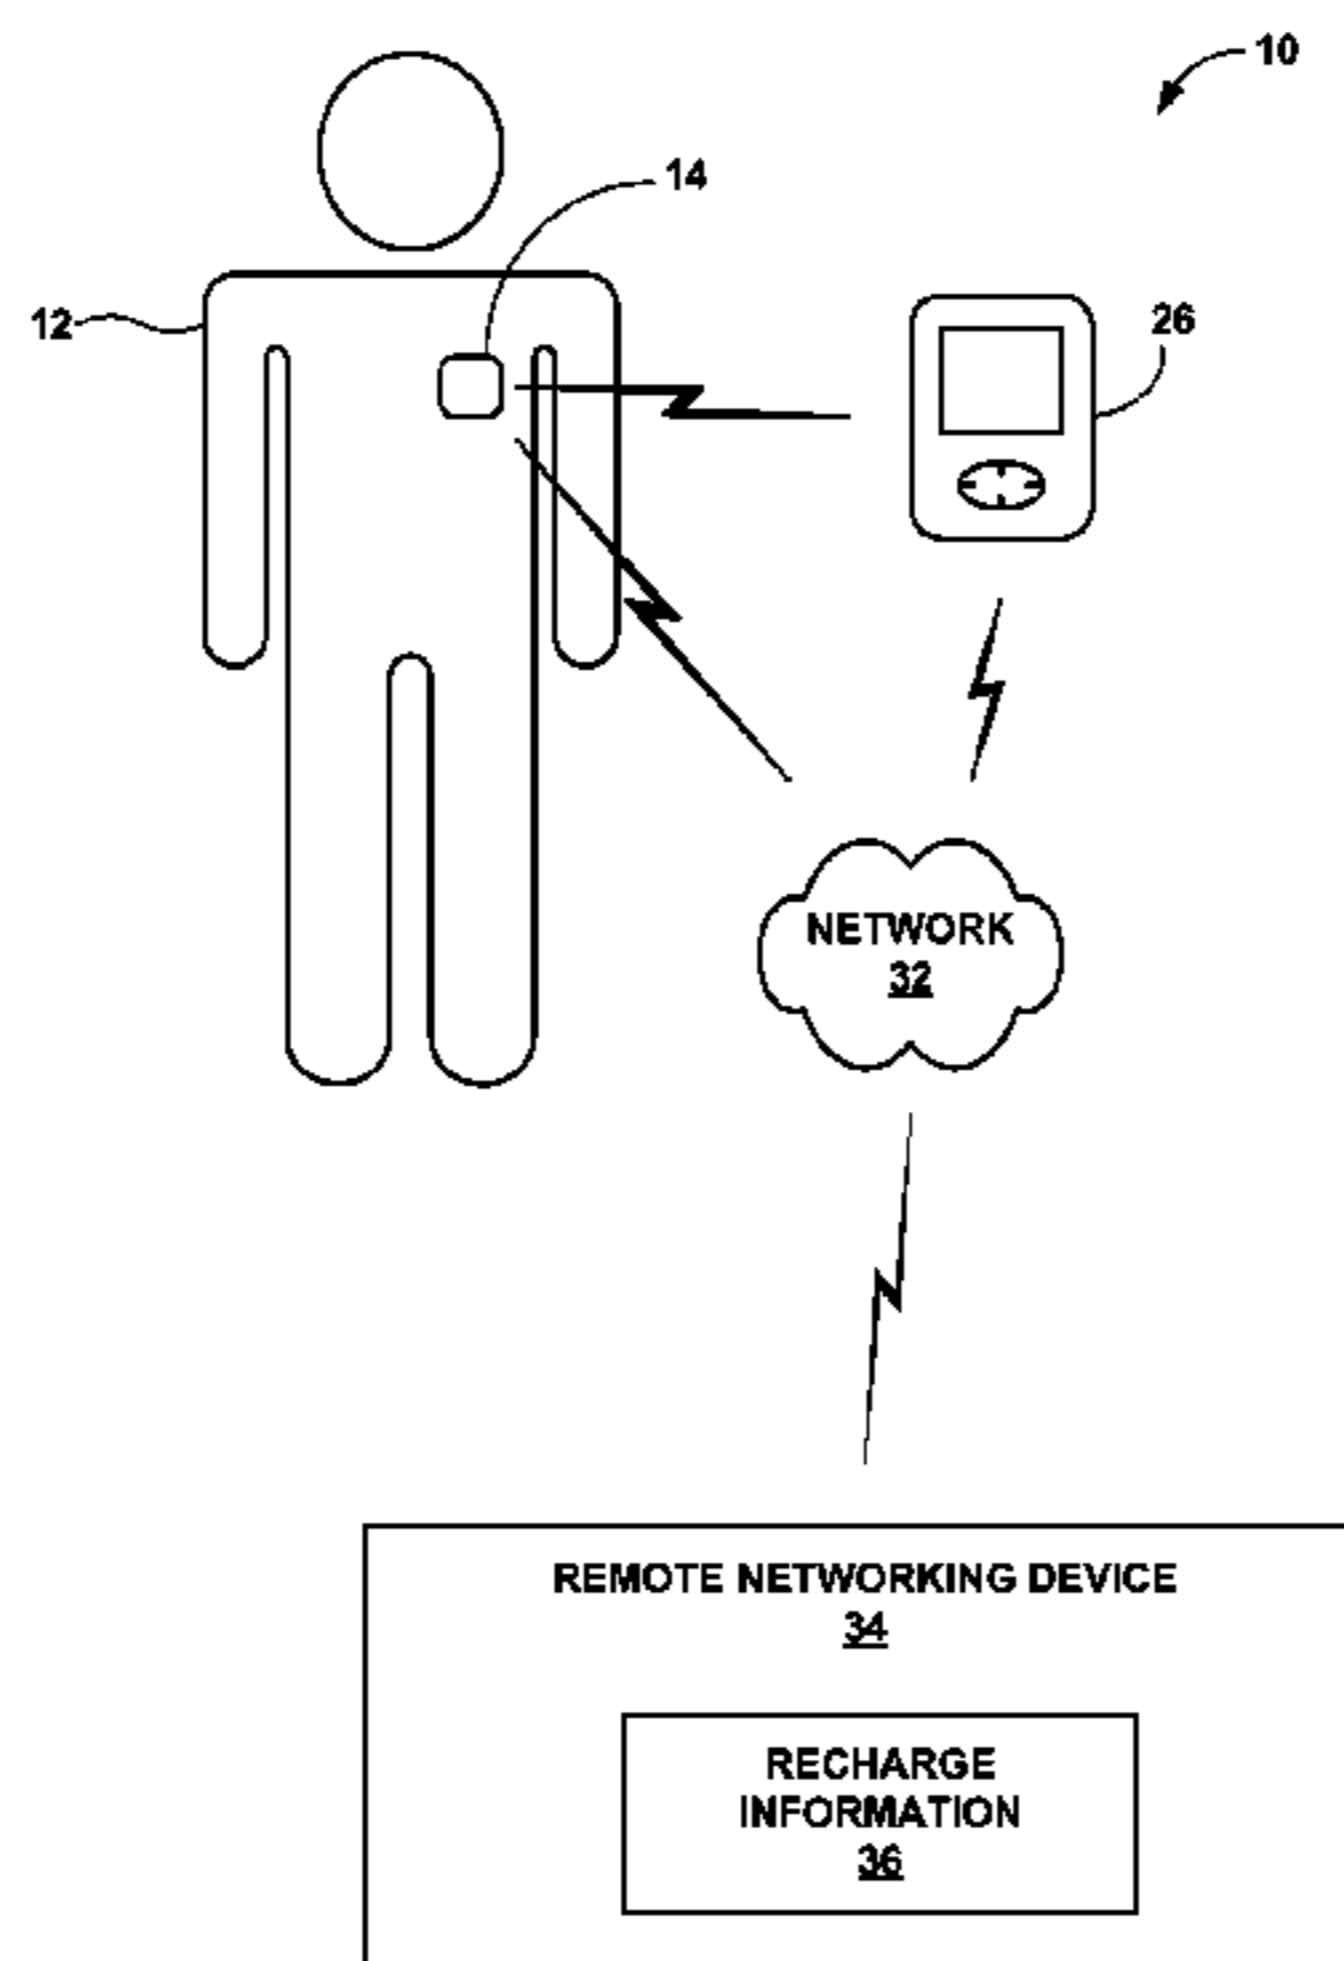 10
14
12
26
NETWORK
32
REMOTE NETWORKING DEVICE
34
RECHARGE
INFORMATION
36